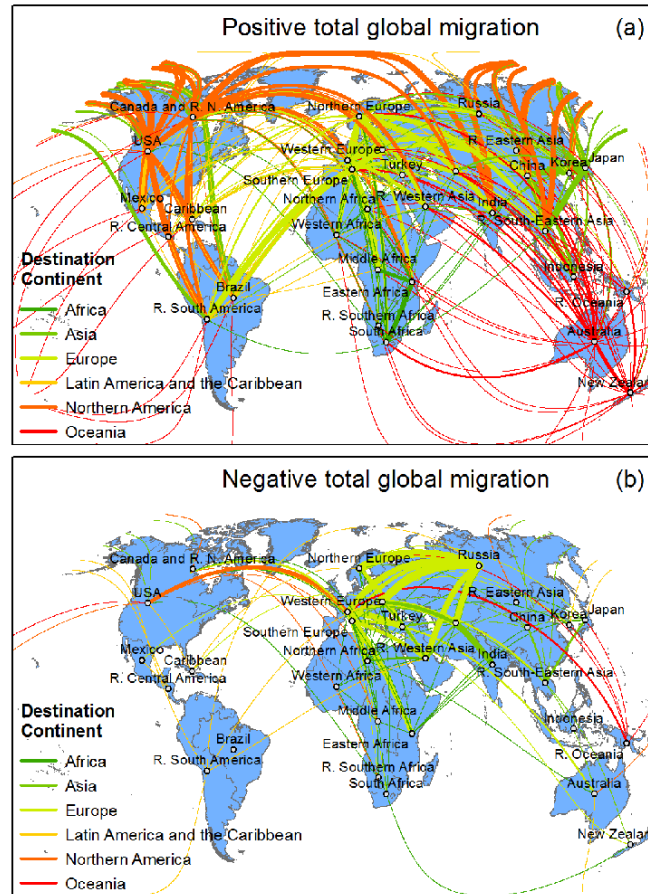 Positive total global migration
(a)
Canada and R. N. America
Northern Europe
Russia
USA
Western Europe
R. Eastern Asia
Southern Europe
Turkey
China
Korea
Japan
Mexico
Caribbean
Northern Africa
R. Western Asia
India
R. Central America
Western Africa
R. South-Eastern Asia
Destination
Continent
Middle Africa
Indonesia
Brazil
Eastern Africa
R. Oceania
Africa
R. South America
R. Southern Africa
Asia
South Africa
Australia
Europe
Latin America and the Caribbean
New Zealan
Northern America
Oceania
Negative total global migration
(b)
Canada and R. N. America
Northern Europe
Russia
USA
Western Europe
R. Eastern Asia
Southern Europe
Turkey
China
Korea
Japan
Mexico
Caribbean
Northern Africa
R. Western Asia
India
R. Central America
Western Africa
R. South-Eastern Asia
Destination
Continent
Middle Africa
Indonesia
Brazil
Eastern Africa
R. Oceania
Africa
R. South America
R. Southern Africa
Asia
South Africa
Australia
Europe
Latin America and the Caribbean
New Zealan
Northern America
Oceania